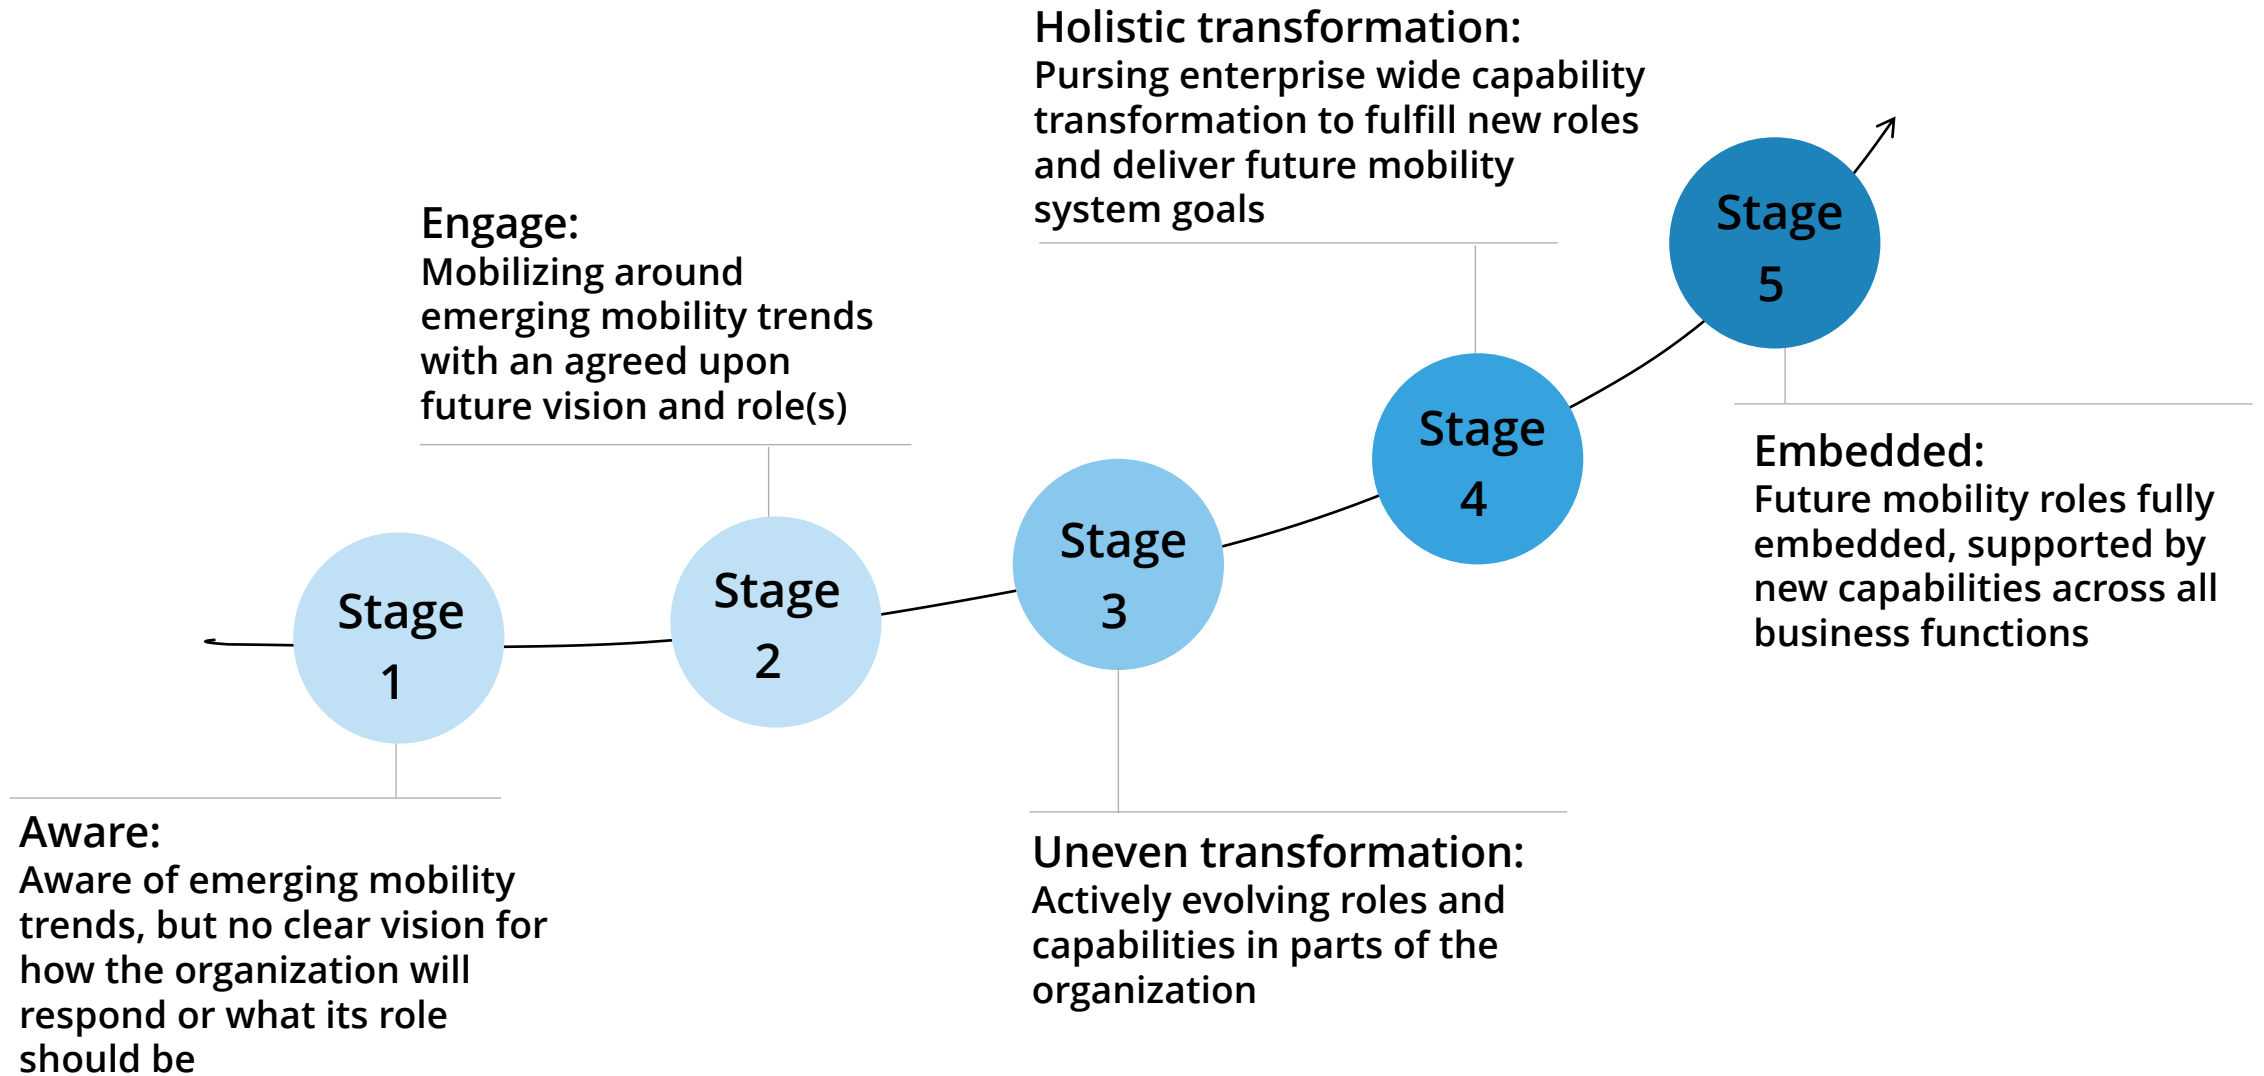 Stage
1
Aware:
Aware of emerging mobility
trends, but no clear vision for
how the organization will
respond or what its role
should be
Engage:
Mobilizing around
emerging mobility trends
with an agreed upon
future vision and role(s)
Stage
2
Stage
3
Uneven transformation:
Actively evolving roles and
capabilities in parts of the
organization
Holistic transformation:
Pursing enterprise wide capability
transformation to fulfill new roles
and deliver future mobility
system goals
Stage
4
Stage
5
Embedded:
Future mobility roles fully
embedded, supported by
new capabilities across all
business functions